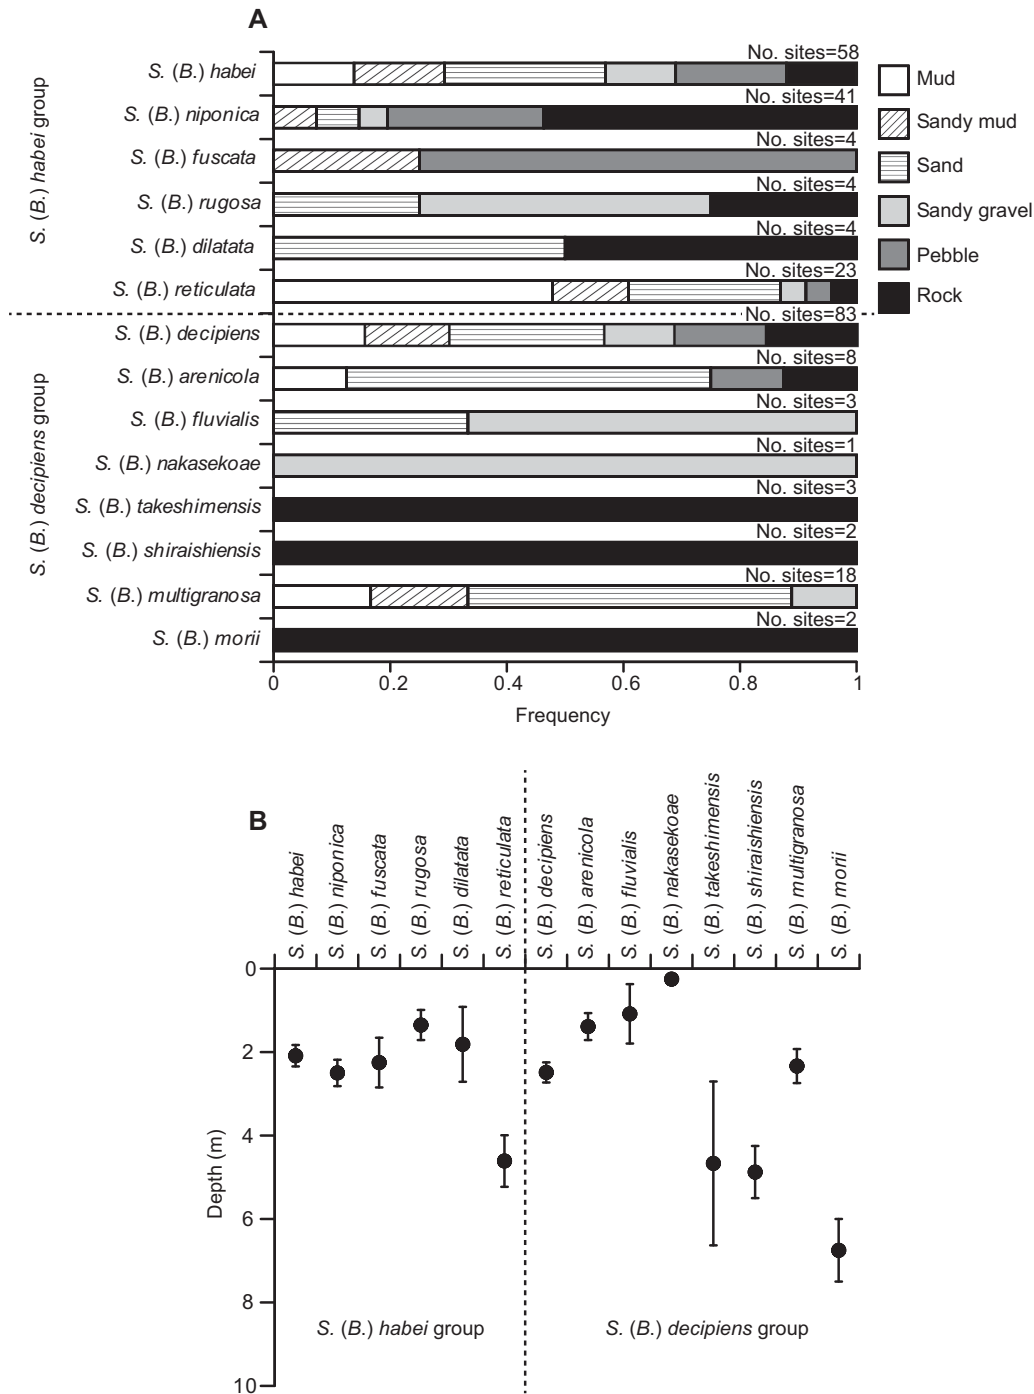 A
No. sites=58
S. (B.) habei
No. sites=41
S. (B.) niponica
No. sites=4
S. (B.) fuscata
No. sites=4
S. (B.) rugosa
No. sites=4
S. (B.) dilatata
No. sites=23
S. (B.) reticulata
No. sites=83
S. (B.) decipiens
No. sites=8
S. (B.) arenicola
No. sites=3
S. (B.) fluvialis
No. sites=1
S. (B.) nakasekoae
No. sites=3
S. (B.) takeshimensis
No. sites=2
S. (B.) shiraishiensis
No. sites=18
S. (B.) multigranosa
No. sites=2
S. (B.) morii
S. (B.) habei group
S. (B.) decipiens group
0 0.2 0.4 0.6 0.8 1
Frequency
Mud
Sandy mud
Sand
Sandy gravel
Pebble
Rock
B
S. (B.) habei
S. (B.) niponica
S. (B.) fuscata
S. (B.) rugosa
S. (B.) dilatata
S. (B.) reticulata
S. (B.) decipiens
S. (B.) arenicola
S. (B.) fluvialis
S. (B.) nakasekoae
S. (B.) takeshimensis
S. (B.) shiraishiensis
S. (B.) multigranosa
S. (B.) morii
0
2
4
6
8
10
Depth (m)
S. (B.) habei group
S. (B.) decipiens group